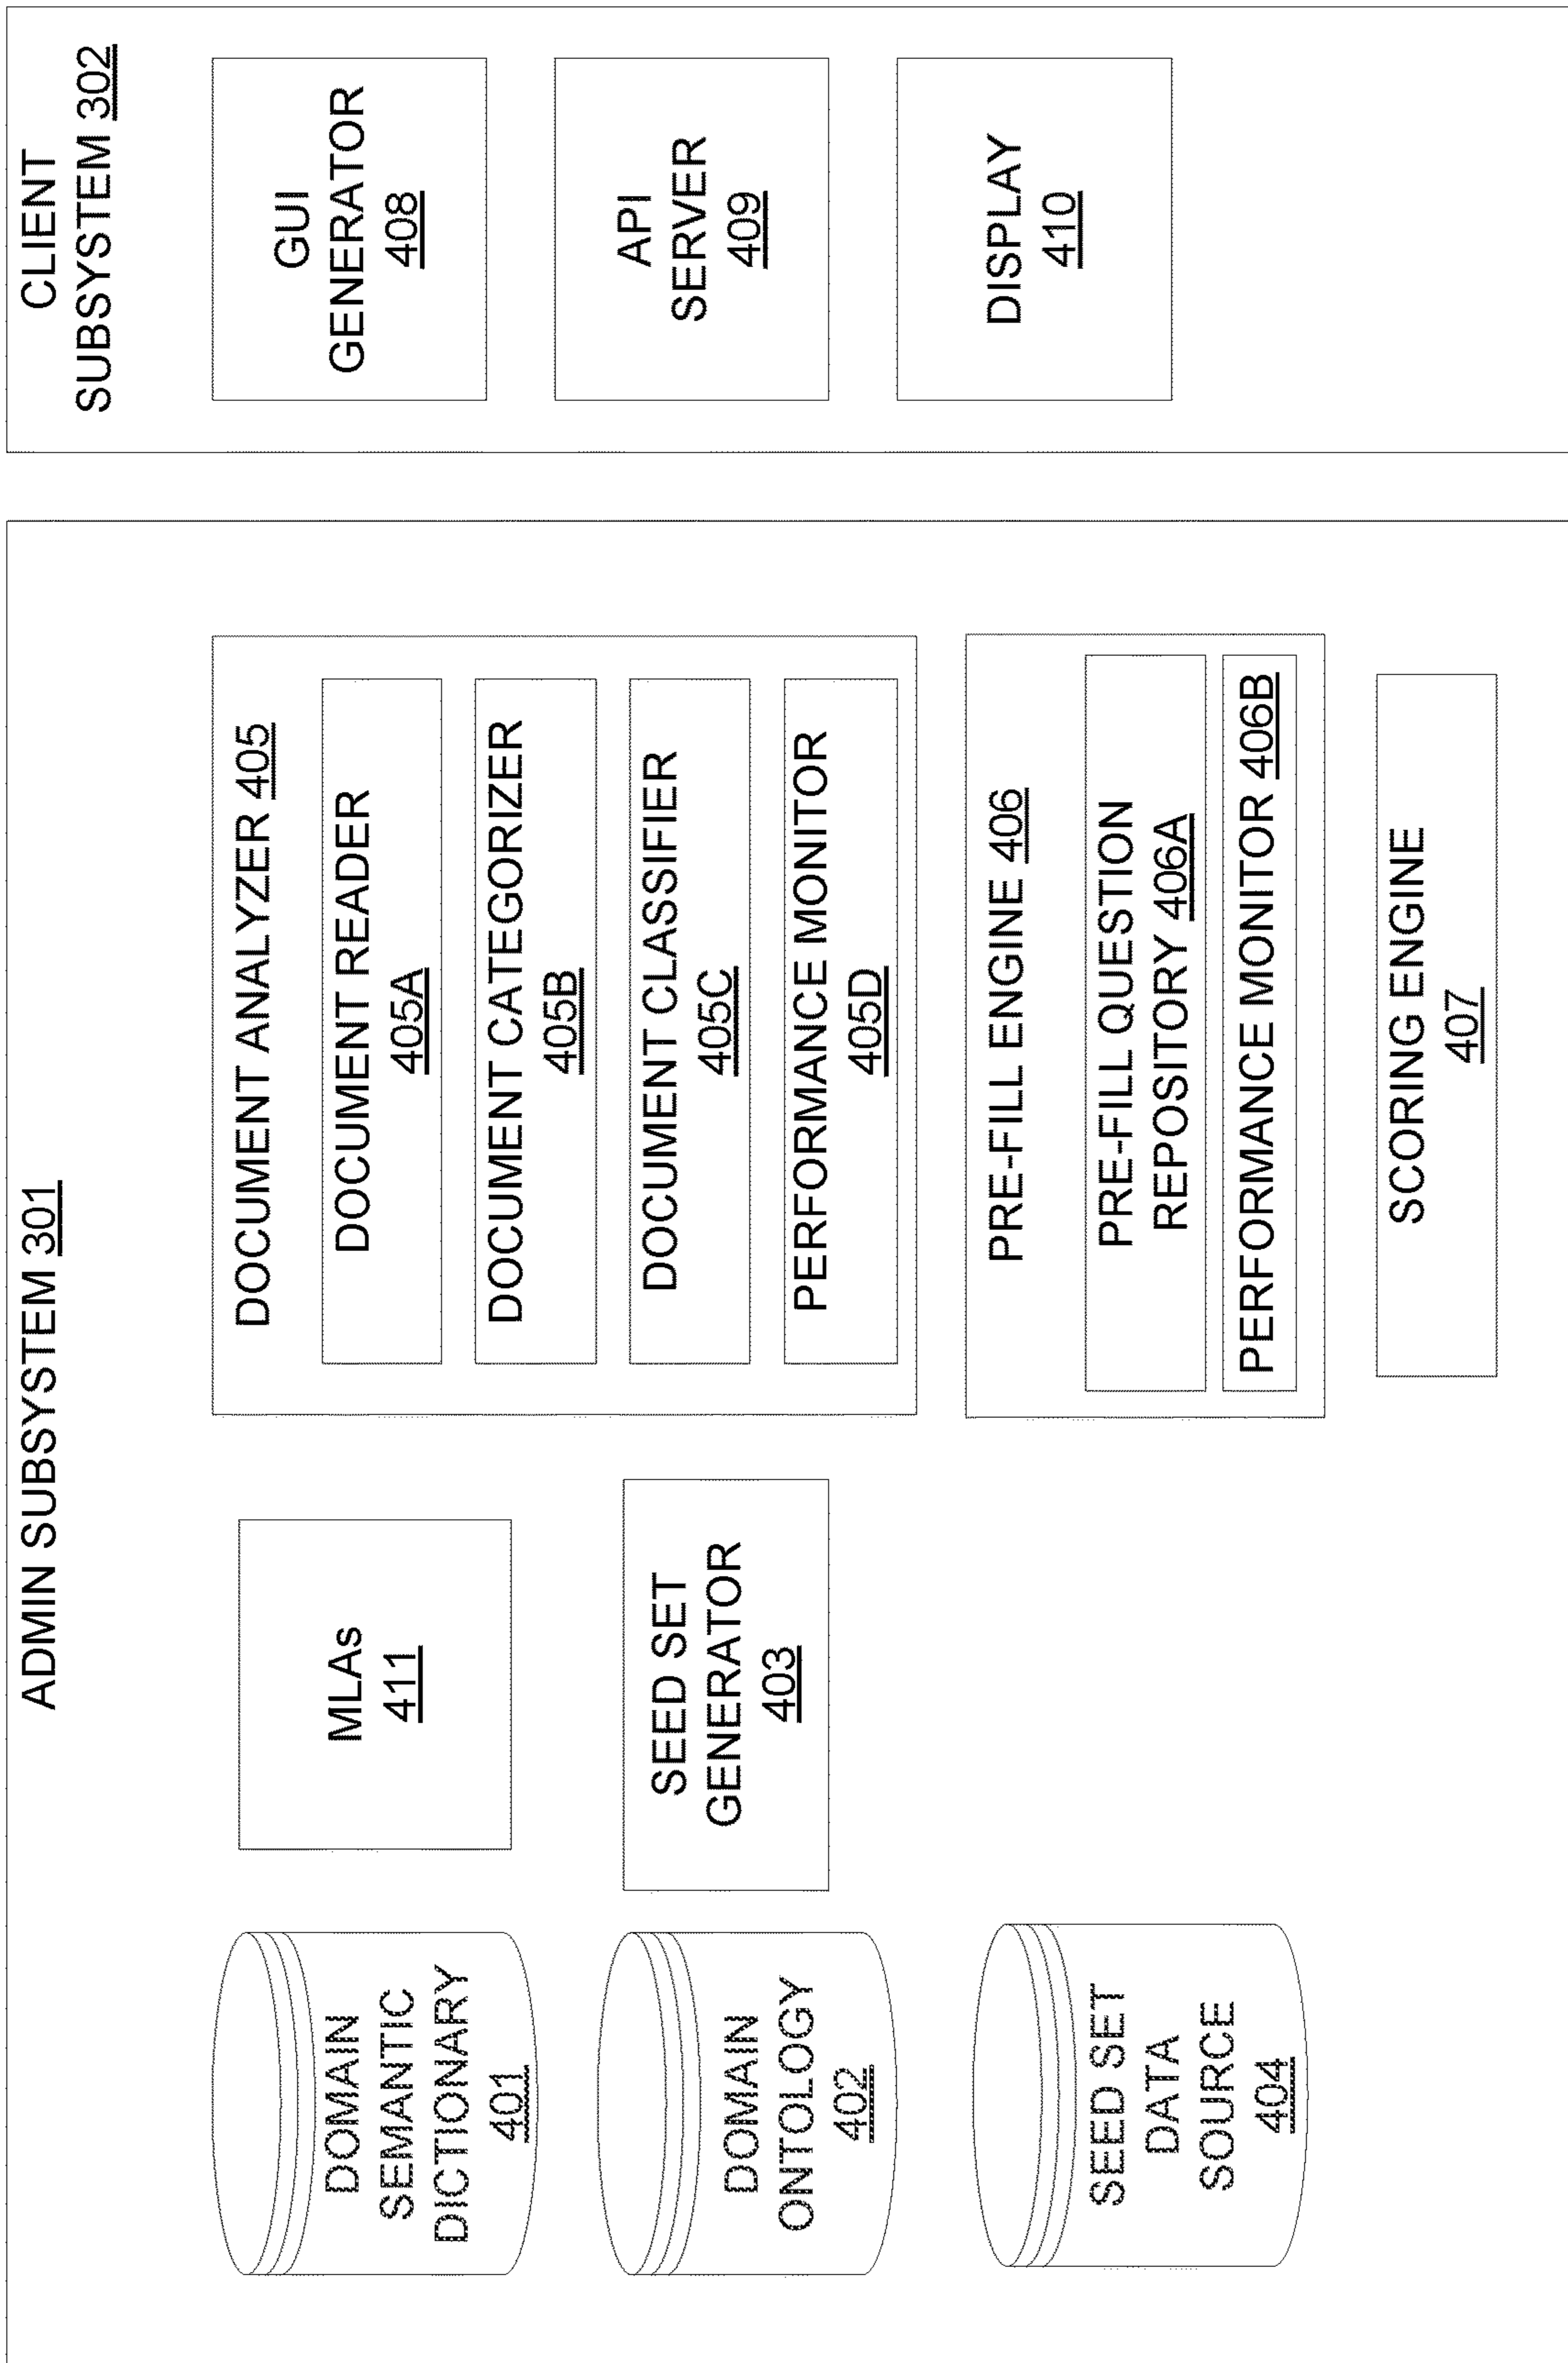 ADMIN SUBSYSTEM 301
DOMAIN
SEMANTIC
DICTIONARY
401
DOMAIN
ONTOLOGY
402
SEED SET
DATA
SOURCE
404
MLAs
411
SEED SET
GENERATOR
403
DOCUMENT ANALYZER 405
DOCUMENT READER
405A
DOCUMENT CATEGORIZER
405B
DOCUMENT CLASSIFIER
405C
PERFORMANCE MONITOR
405D
PRE-FILL ENGINE 406
PRE-FILL QUESTION
REPOSITORY 406A
PERFORMANCE MONITOR 406B
SCORING ENGINE
407
CLIENT
SUBSYSTEM 302
GUI
GENERATOR
408
API
SERVER
409
DISPLAY
410